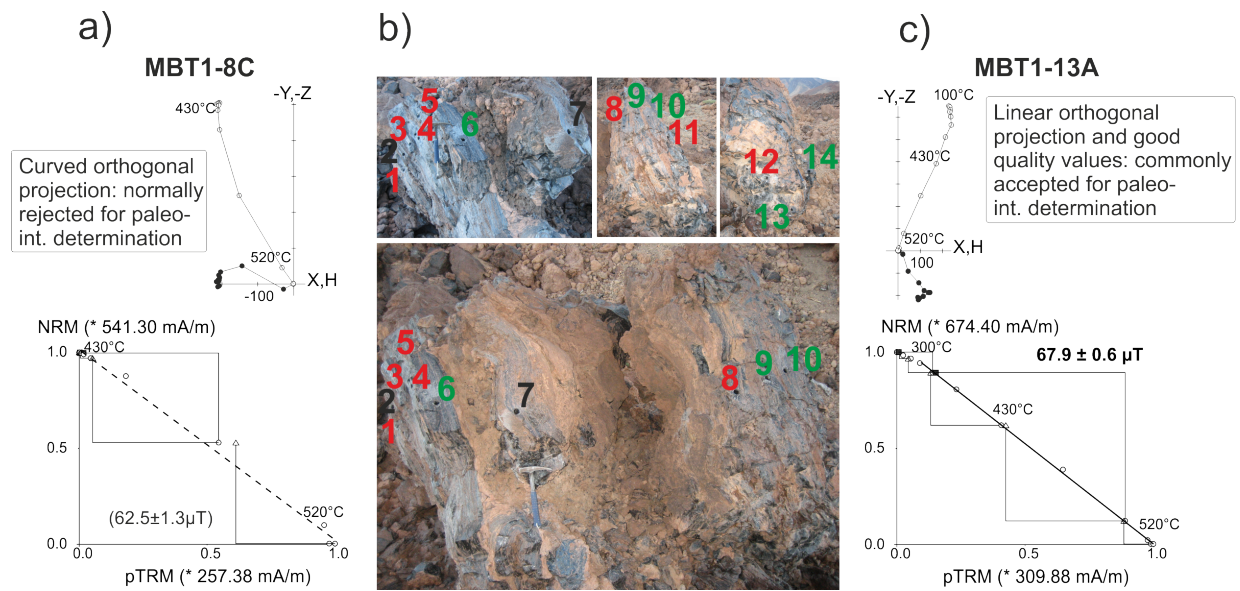 a)
MBT1-8C
-Y,-Z
430°C
Curved orthogonal
projection: normally
rejected for paleo-
int. determination
520°C
X,H
-100
NRM (* 541.30 mA/m)
1.0
430°C
0.5
(62.5±1.3µT)
520°C
0.0
0.0
0.5
1.0
pTRM (* 257.38 mA/m)
b)
5
3
4
6
2
1
7
8
9
10
11
12
14
13
5
3
4
6
2
1
7
8
9
10
c)
MBT1-13A
-Y,-Z
100°C
Linear orthogonal
projection and good
quality values: commonly
accepted for paleo-
int. determination
430°C
520°C
X,H
100
NRM (* 674.40 mA/m)
1.0
300°C
67.9 ± 0.6 µT
430°C
0.5
520°C
0.0
0.0
0.5
1.0
pTRM (* 309.88 mA/m)